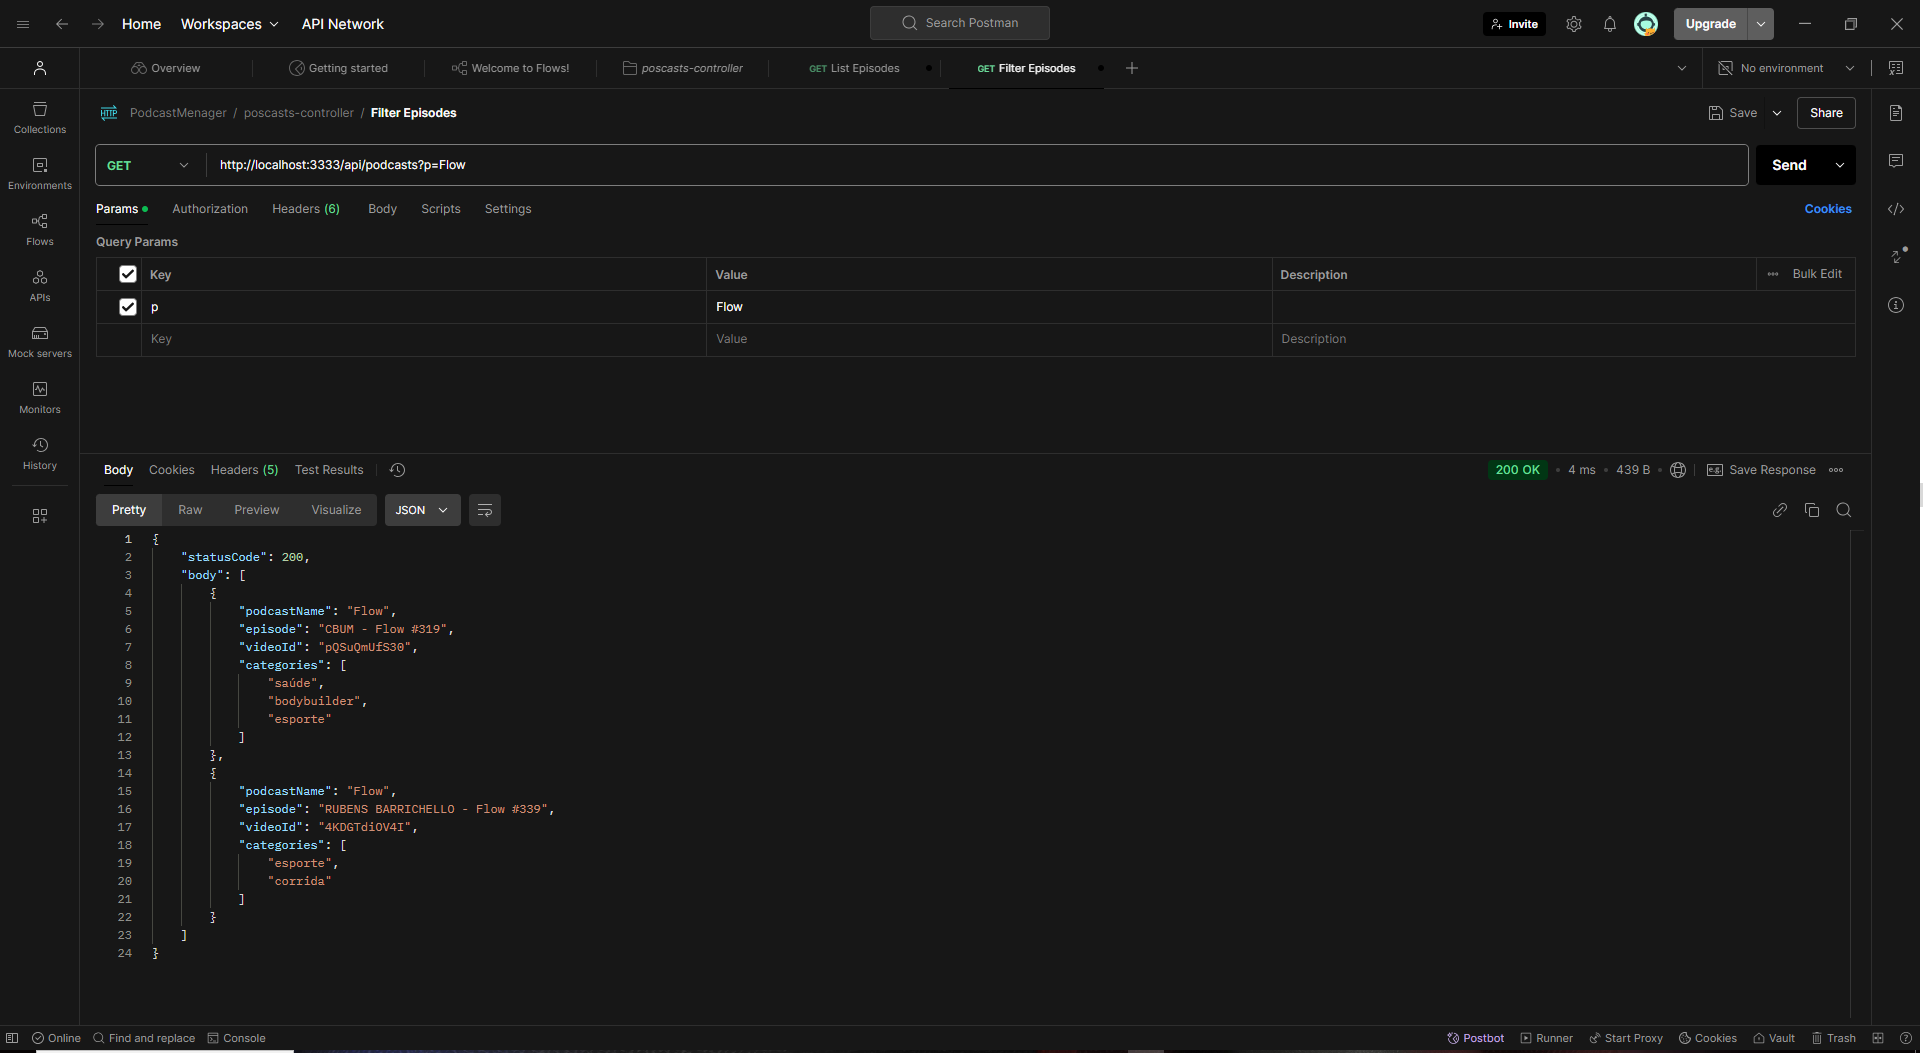 Home Workspaces API Network Search Postman Invite Upgrade
Overview Getting started Welcome to Flows! poscasts-controller GET List Episodes GET Filter Episodes No environment
Collections
Environments
Flows
APIs
Mock servers
Monitors
History
HTTP PodcastMenager / poscasts-controller / Filter Episodes Save Share
GET http://localhost:3333/api/podcasts?p=Flow Send
Params Authorization Headers (6) Body Scripts Settings Cookies
Query Params
Key Value Description Bulk Edit
p Flow
Key Value Description
Body Cookies Headers (5) Test Results 200 OK 4 ms 439 B e.g. Save Response
Pretty Raw Preview Visualize JSON
1 {
2 "statusCode": 200,
3 "body": [
4 {
5 "podcastName": "Flow",
6 "episode": "CBUM - Flow #319",
7 "videoId": "pQSuQmUfS30",
8 "categories": [
9 "saúde",
10 "bodybuilder",
11 "esporte"
12 ]
13 },
14 {
15 "podcastName": "Flow",
16 "episode": "RUBENS BARRICHELLO - Flow #339",
17 "videoId": "4KDGTdiOV4I",
18 "categories": [
19 "esporte",
20 "corrida"
21 ]
22 }
23 ]
24 }
Online Find and replace Console Postbot Runner Start Proxy Cookies Vault Trash